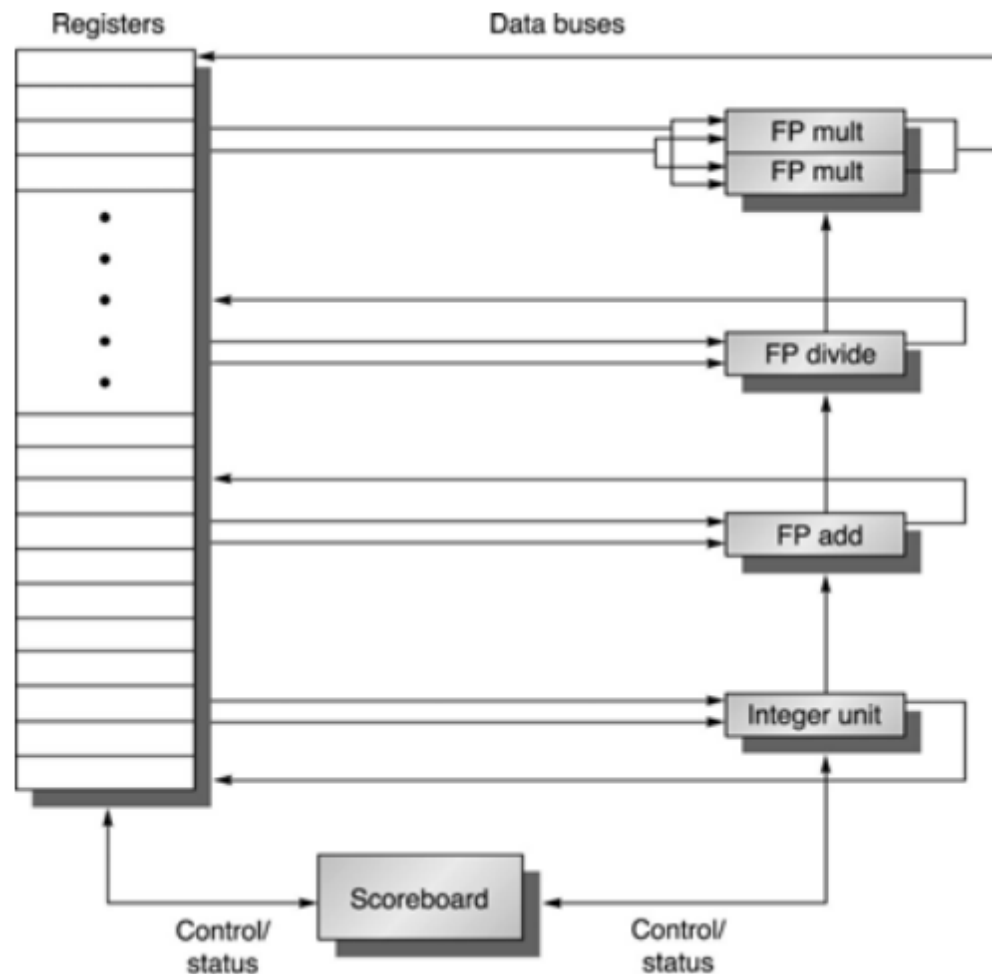 Registers
Data buses
FP mult
FP mult
FP divide
FP add
Integer unit
Scoreboard
Control/
status
Control/
status